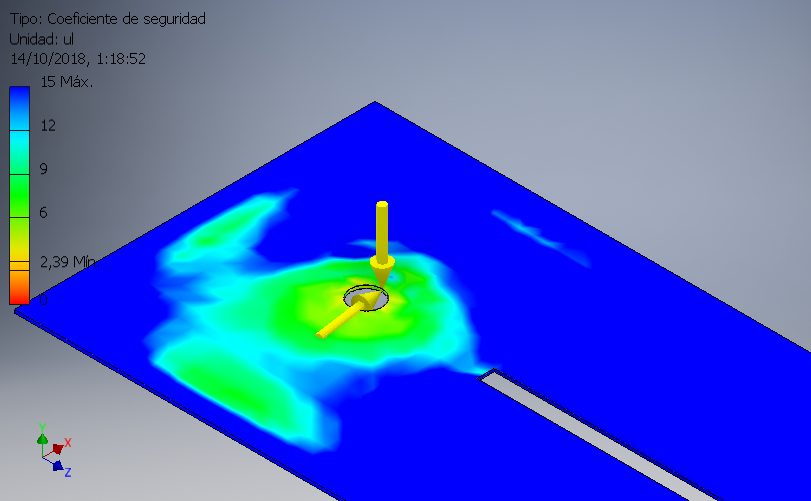 Tipo: Coeficiente de seguridad
Unidad: ul
14/10/2018, 1:18:52
15 Máx.
12
9
6
2,39 Mín.
0
Y
X
Z